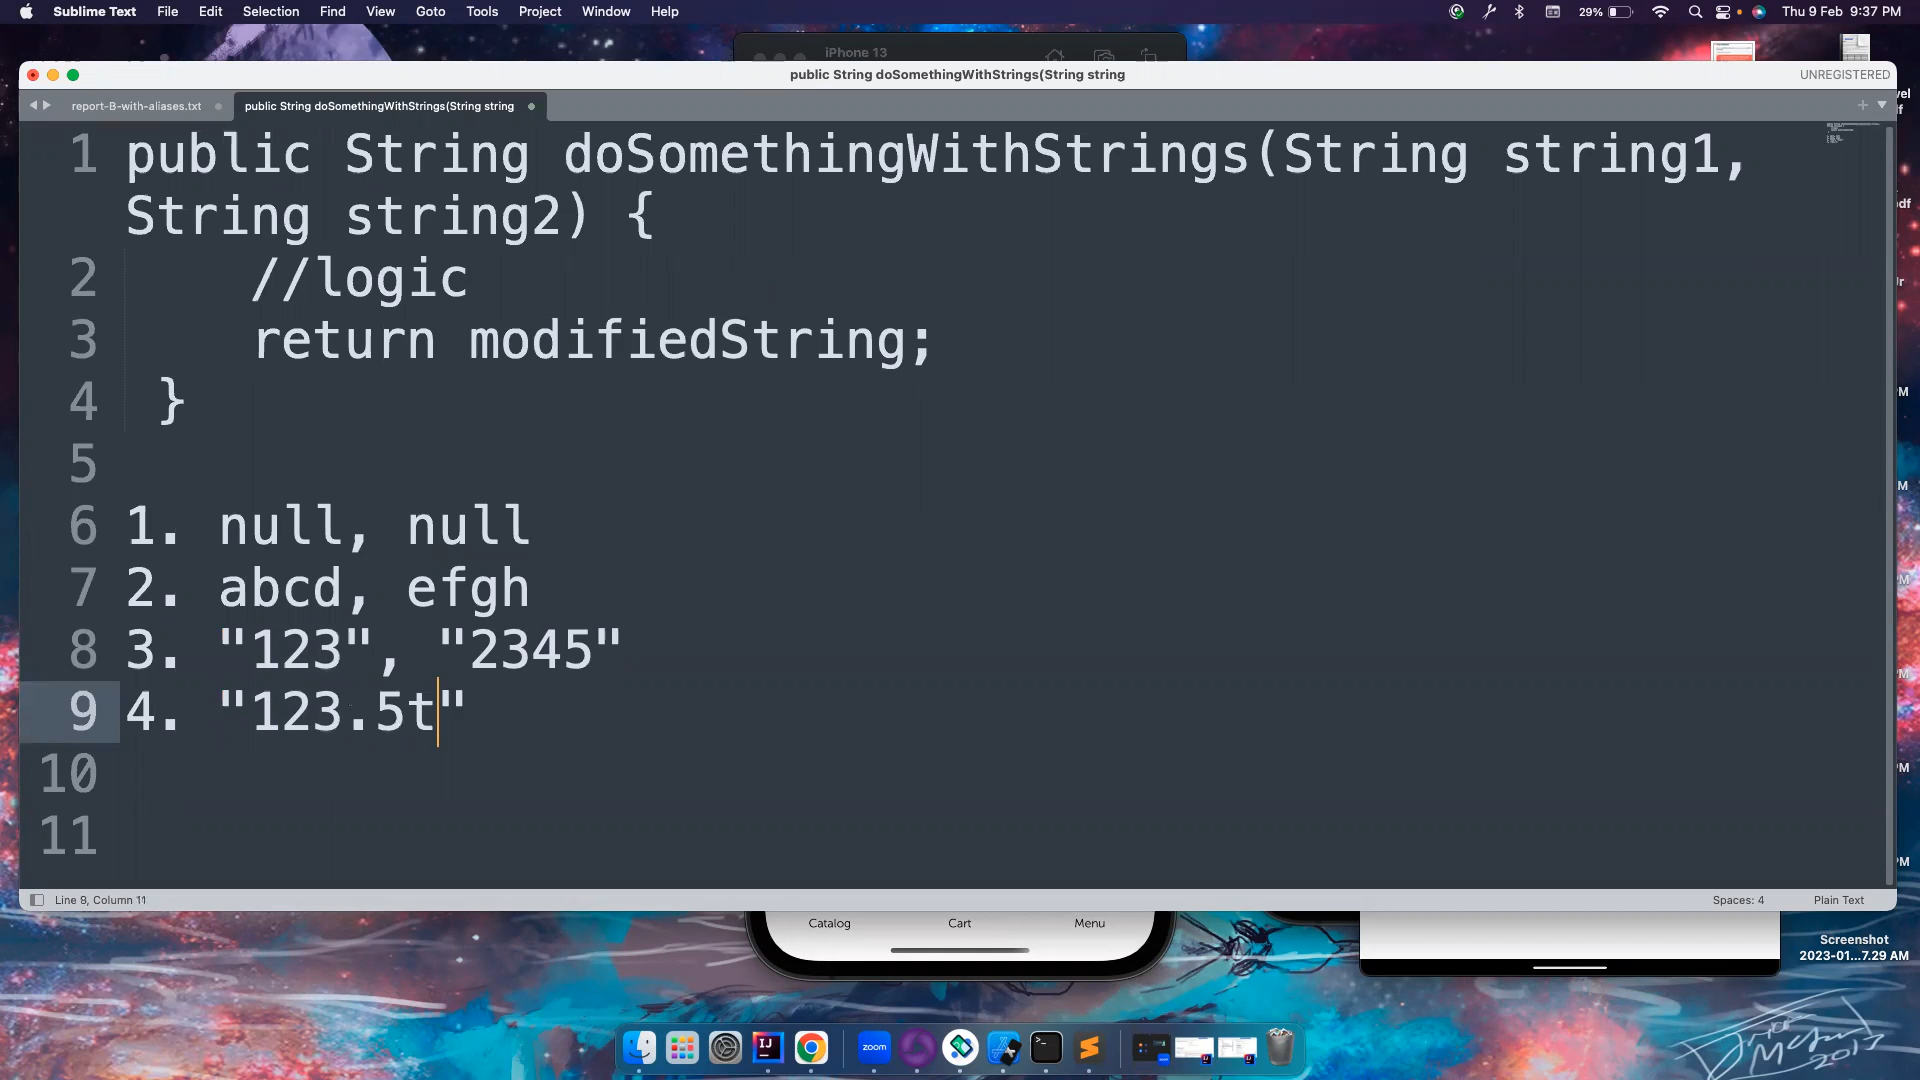 Sublime Text File Edit Selection Find View Goto Tools Project Window Help 29% Thu 9 Feb 9:37 PM
iPhone 13
public String doSomethingWithStrings(String string UNREGISTERED
report-B-with-aliases.txt public String doSomethingWithStrings(String string
1 public String doSomethingWithStrings(String string1,
String string2) {
2 //logic
3 return modifiedString;
4 }
5
6 1. null, null
7 2. abcd, efgh
8 3. "123", "2345"
9 4. "123.5t"
10
11
Line 9, Column 11 Spaces: 4 Plain Text
Catalog Cart Menu
Screenshot
2023-01...7.29 AM
zoom
2017